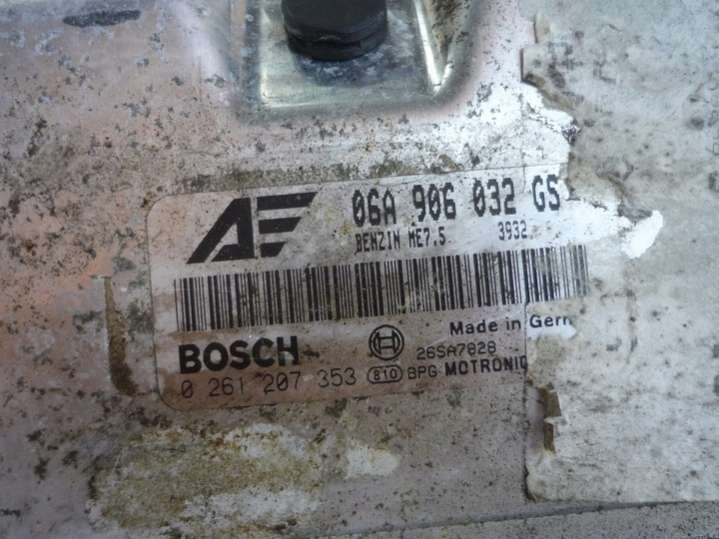 AE 06A 906 032 GS
BENZIN ME7.5 3932
Made in Germ
BOSCH 26SA7828
0 261 207 353 810 BPG MOTRONIC